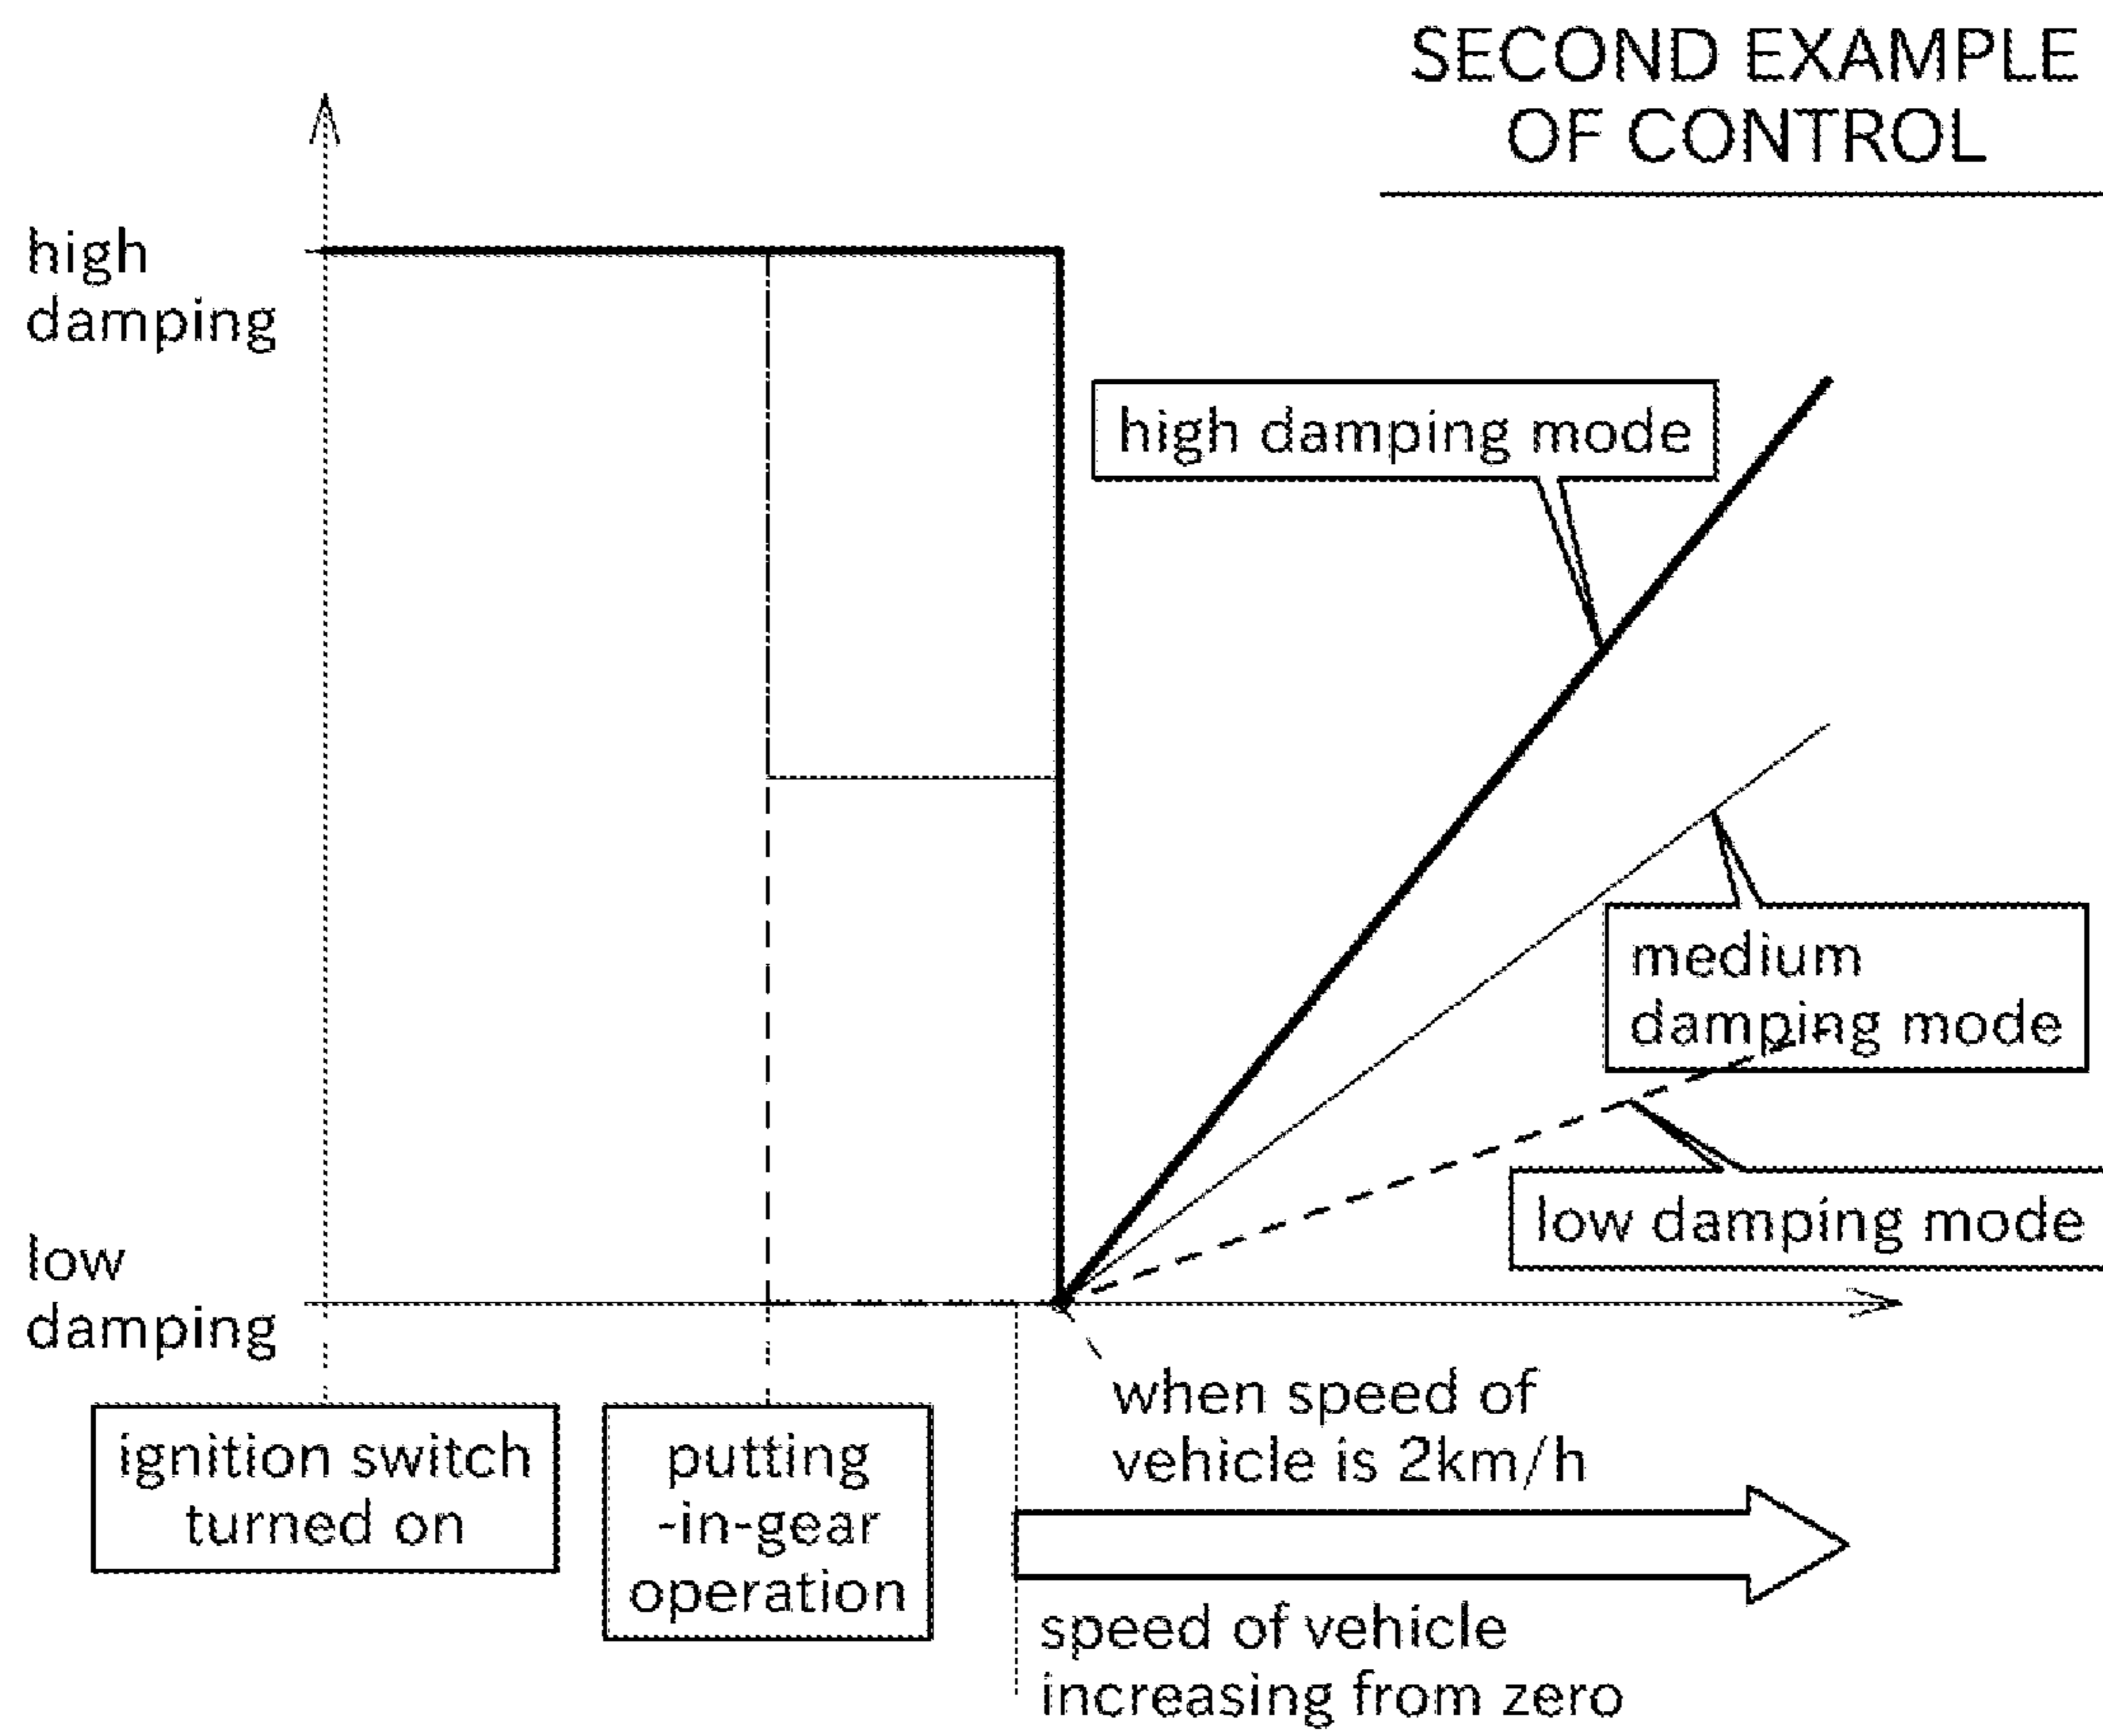 SECOND EXAMPLE
OF CONTROL
high
damping
high damping mode
medium
damping mode
low damping mode
low
damping
when speed of
vehicle is 2km/h
ignition switch
turned on
putting
-in-gear
operation
speed of vehicle
increasing from zero